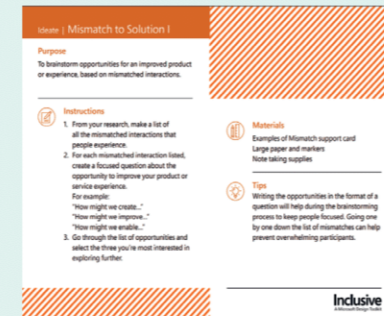 Ideate | Mismatch to Solution I
Purpose
To brainstorm opportunities for an improved product
or experience, based on mismatched interactions.
Instructions
1. From your research, make a list of
all the mismatched interactions that
people experience.
2. For each mismatched interaction listed,
create a focused question about the
opportunity to improve your product or
service experience.
For example:
"How might we create..."
"How might we improve..."
"How might we enable..."
3. Go through the list of opportunities and
select the three you're most interested in
exploring further.
Materials
Examples of Mismatch support card
Large paper and markers
Note taking supplies
Tips
Writing the opportunities in the format of a
question will help during the brainstorming
process to keep people focused. Going one
by one down the list of mismatches can help
prevent overwhelming participants.
Inclusive
A Microsoft Design Toolkit